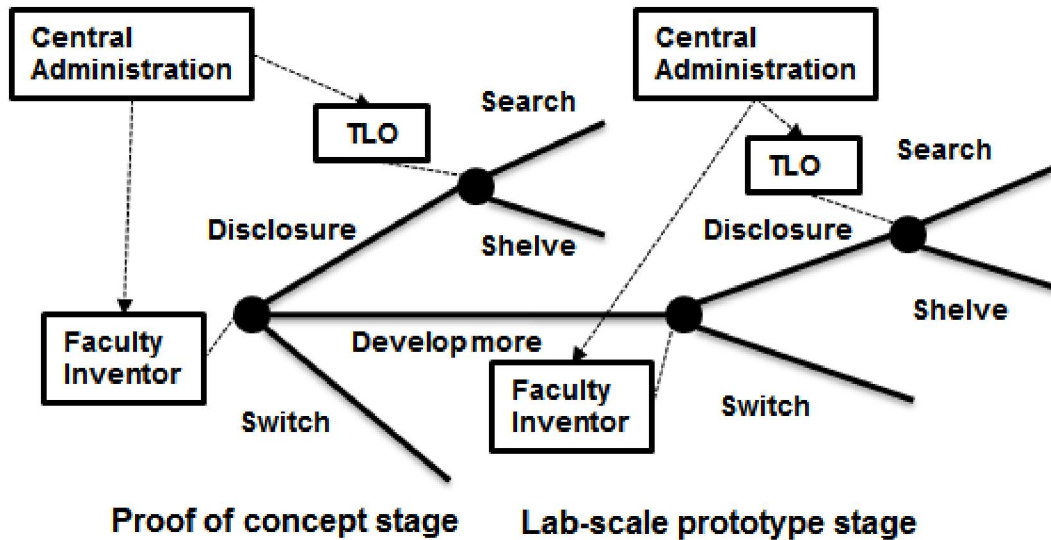 Central
Administration
TLO
Search
Disclosure
Shelve
Faculty
Inventor
Develop more
Switch
Proof of concept stage
Central
Administration
TLO
Search
Disclosure
Shelve
Faculty
Inventor
Switch
Lab-scale prototype stage